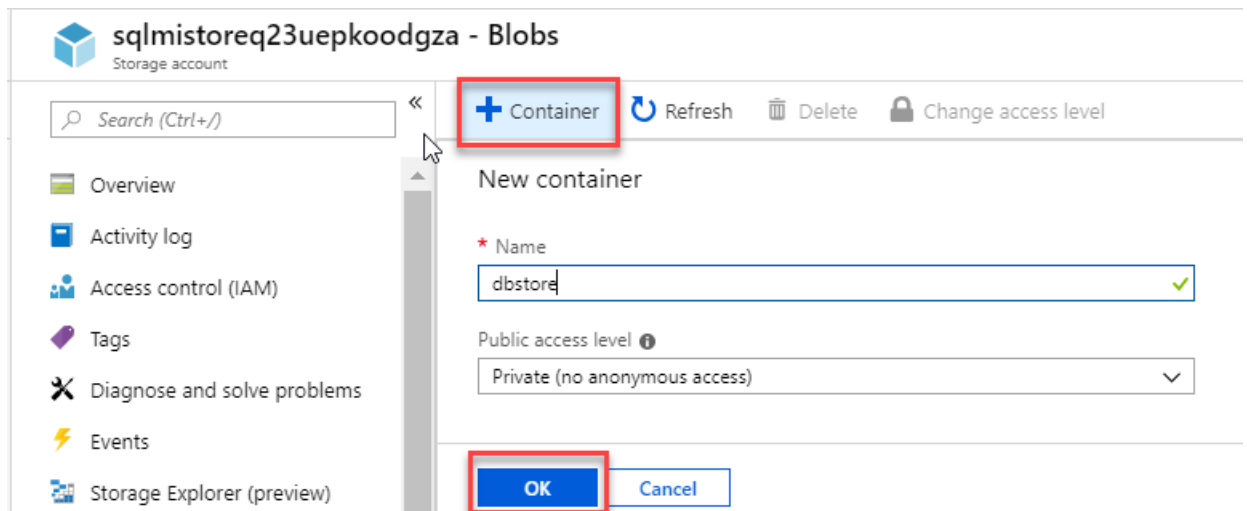 sqlmistoreq23uepkoodgza - Blobs
Storage account
Search (Ctrl+/)
«
Overview
Activity log
Access control (IAM)
Tags
Diagnose and solve problems
Events
Storage Explorer (preview)
+ Container Refresh Delete Change access level
New container
* Name
dbstore
Public access level
Private (no anonymous access)
OK Cancel